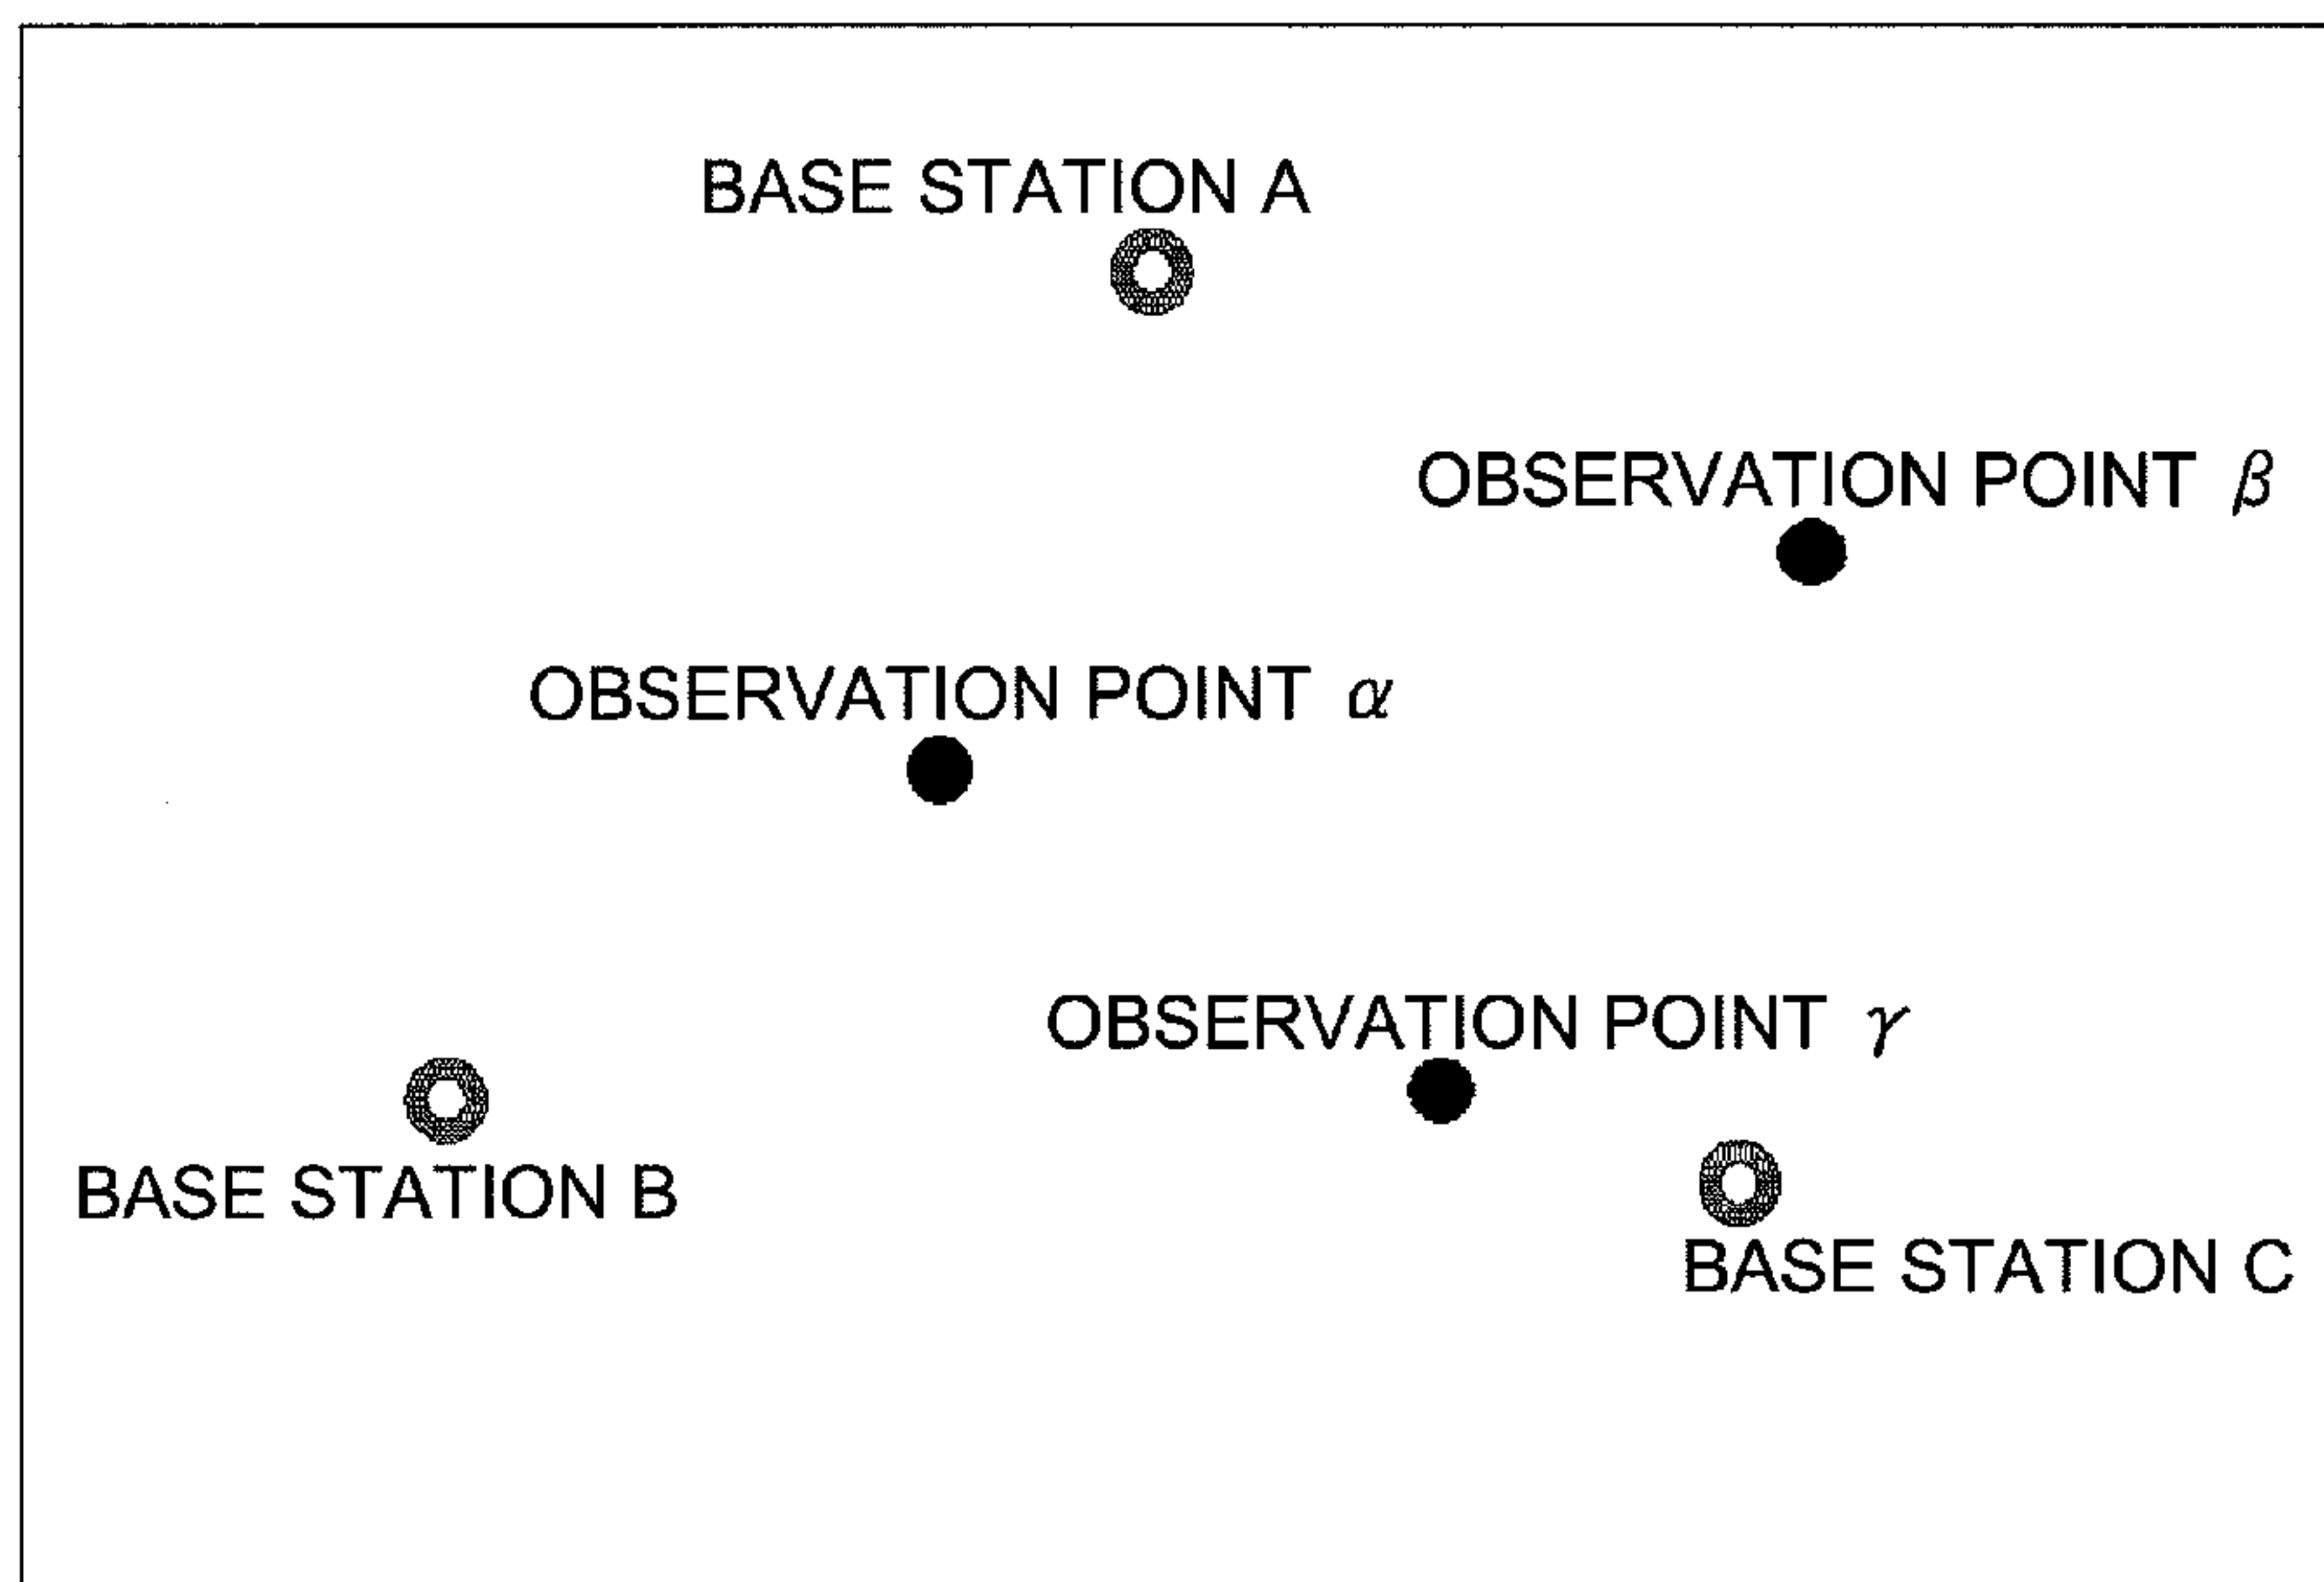 BASE STATION A
OBSERVATION POINT β
OBSERVATION POINT α
OBSERVATION POINT γ
BASE STATION B
BASE STATION C